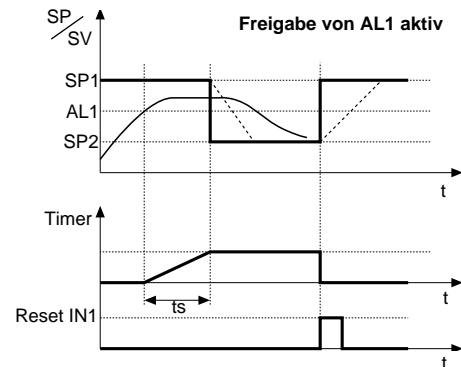 SP
/
SV
Freigabe von AL1 aktiv
SP1
AL1
SP2
t
Timer
t
ts
Reset IN1
t